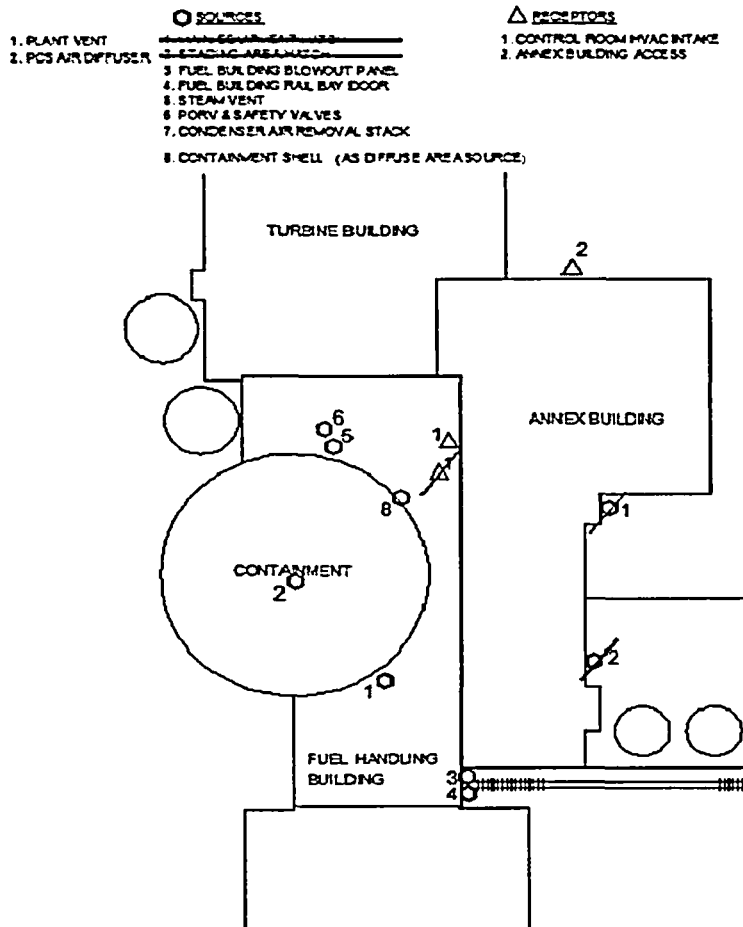 SOURCES
RECEPTORS
1. PLANT VENT
2. PCS AIR DIFFUSER
3 FUEL BUILDING BLOWOUT PANEL
4. FUEL BUILDING RAIL BAY DOOR
5. STEAM VENT
6 PORV & SAFETY VALVES
7. CONDENSER AIR REMOVAL STACK
8. CONTAINMENT SHELL (AS DIFFUSE AREA SOURCE)
1. CONTROL ROOM HVAC INTAKE
2. ANNEX BUILDING ACCESS
TURBINE BUILDING
2
6
5
1
ANNEX BUILDING
8
1
CONTAINMENT
2
2
1
FUEL HANDLING
BUILDING
3
4